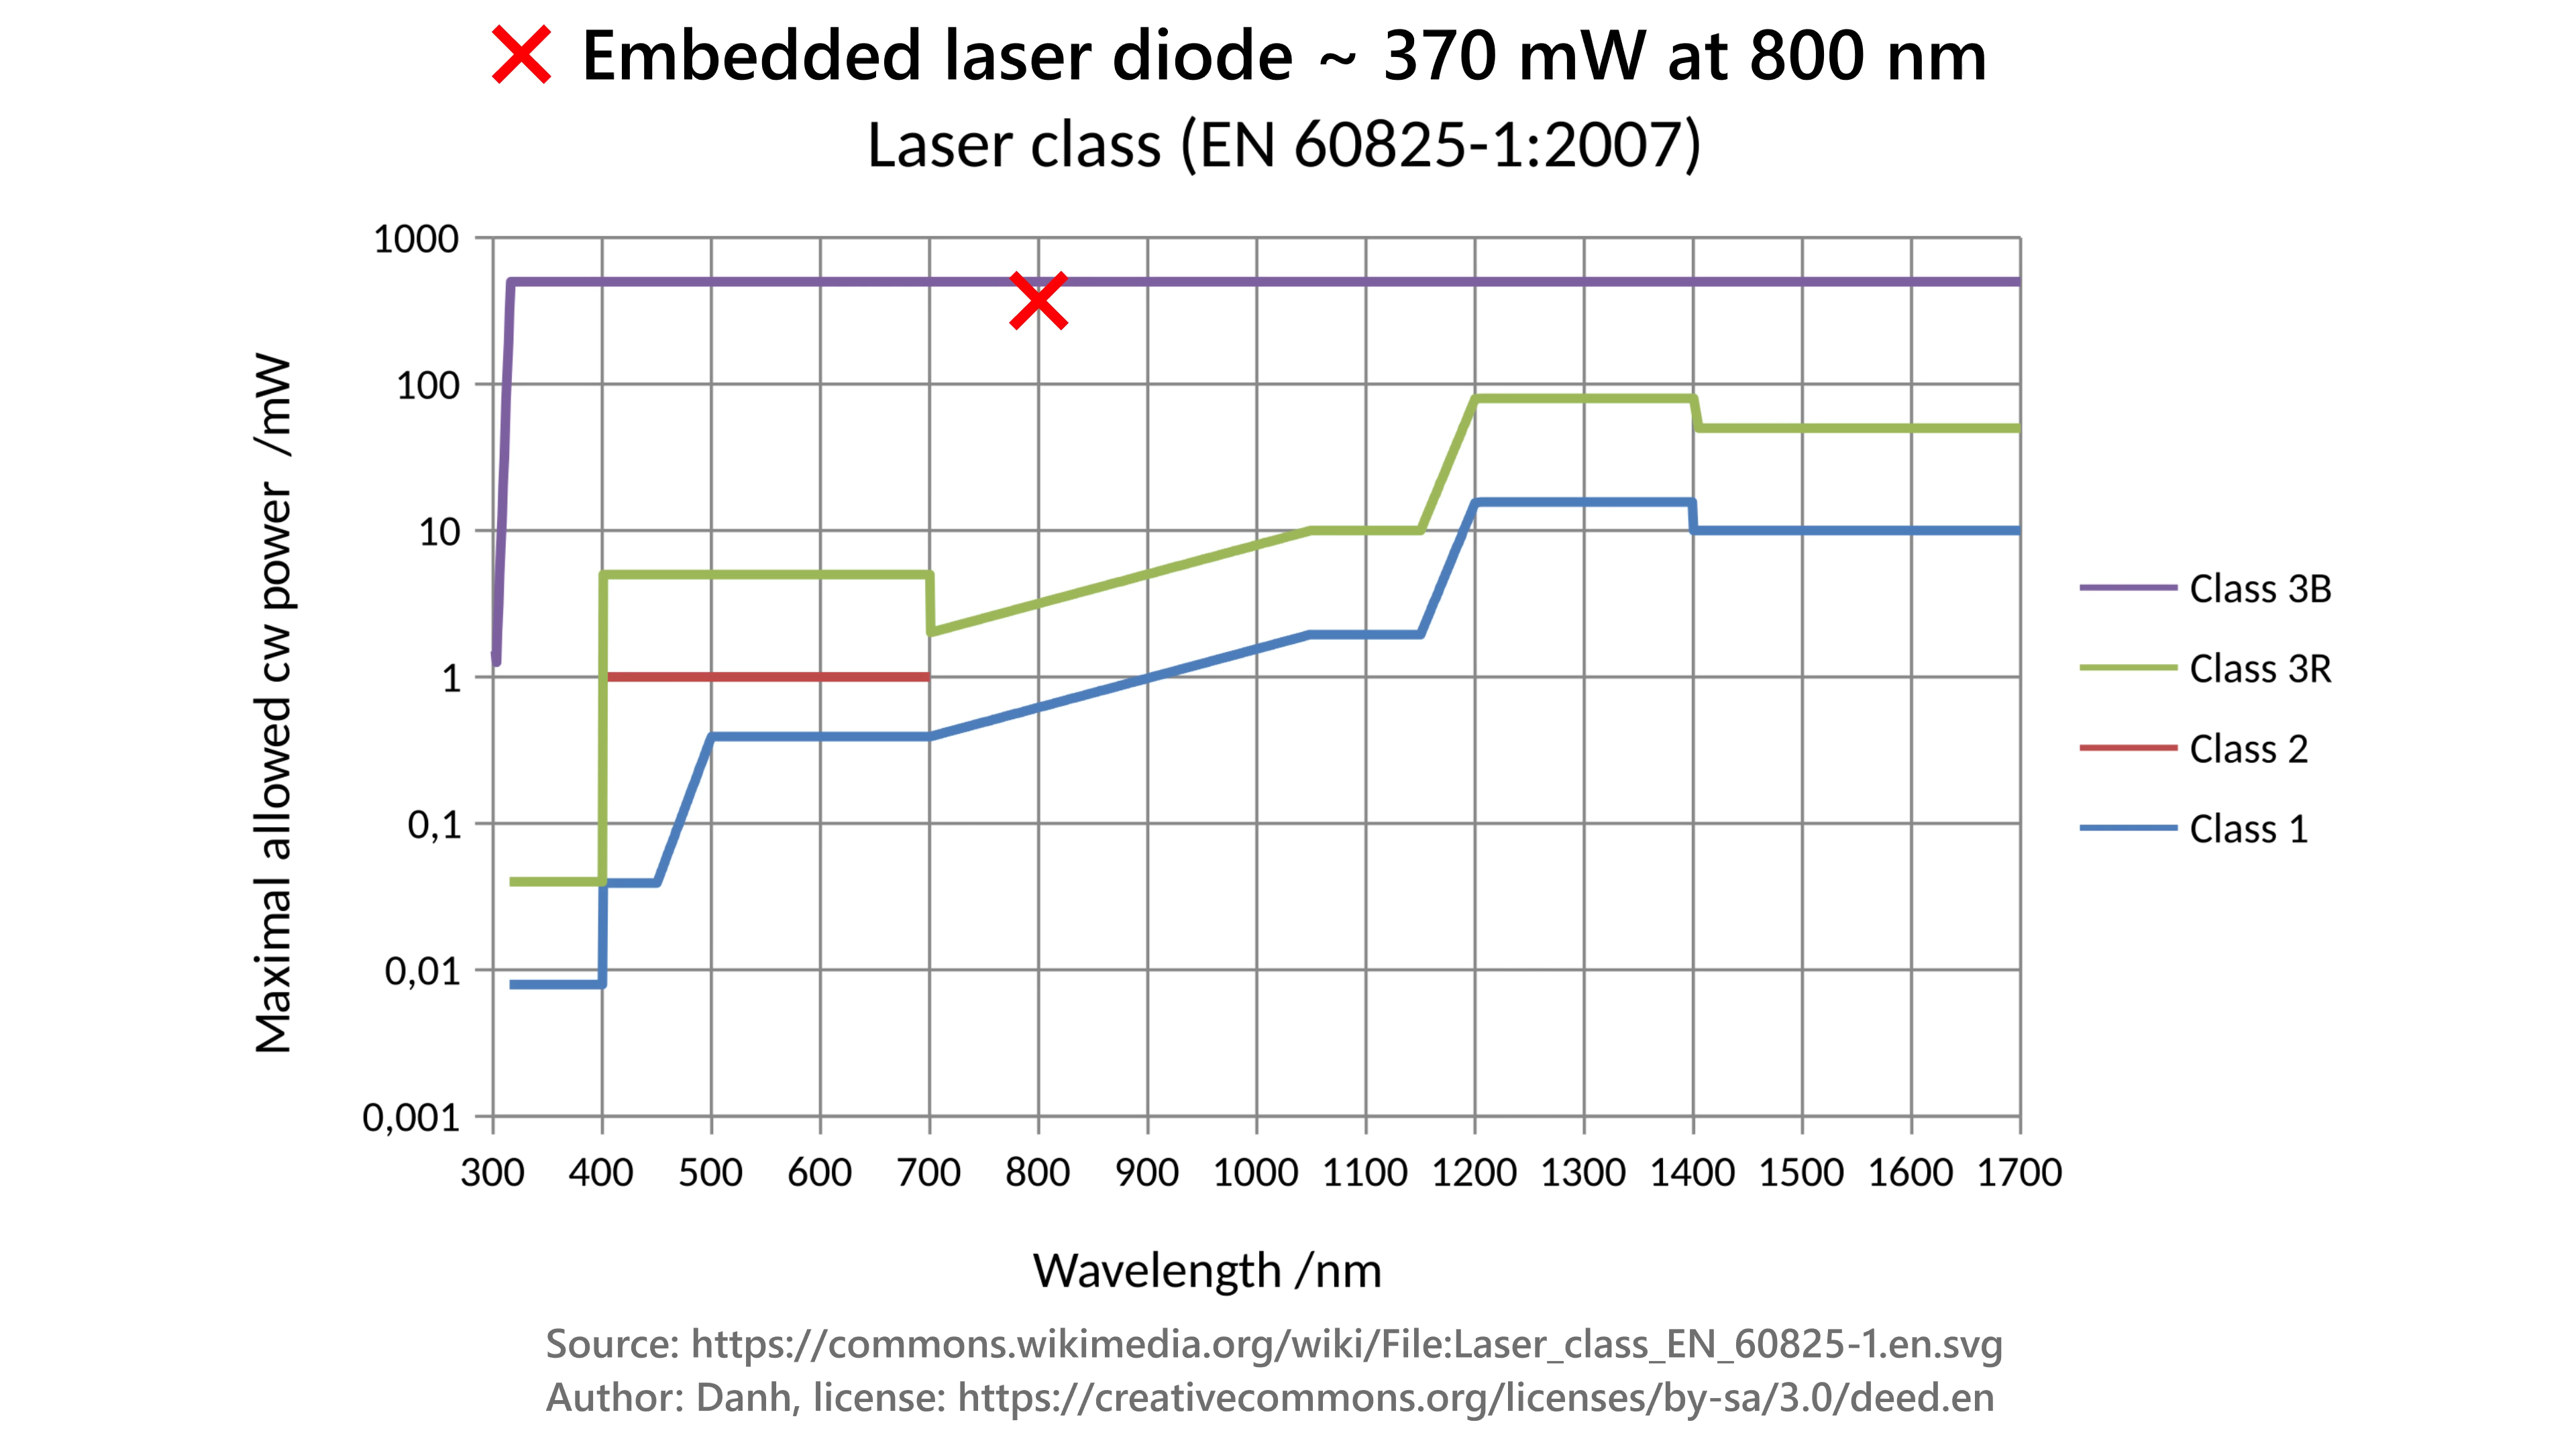 Embedded laser diode ~ 370 mW at 800 nm
Laser class (EN 60825-1:2007)
Maximal allowed cw power /mW
1000
100
10
1
0,1
0,01
0,001
300 400 500 600 700 800 900 1000 1100 1200 1300 1400 1500 1600 1700
Wavelength /nm
Class 3B
Class 3R
Class 2
Class 1
Source: https://commons.wikimedia.org/wiki/File:Laser_class_EN_60825-1.en.svg
Author: Danh, license: https://creativecommons.org/licenses/by-sa/3.0/deed.en